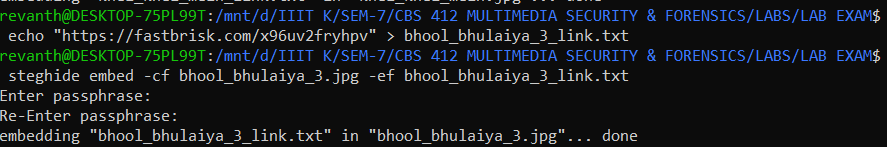 revanth@DESKTOP-75PL99T:/mnt/d/IIIT K/SEM-7/CBS 412 MULTIMEDIA SECURITY & FORENSICS/LABS/LAB EXAM$
echo "https://fastbrisk.com/x96uv2fryhpv" > bhool_bhulaiya_3_link.txt
revanth@DESKTOP-75PL99T:/mnt/d/IIIT K/SEM-7/CBS 412 MULTIMEDIA SECURITY & FORENSICS/LABS/LAB EXAM$
steghide embed -cf bhool_bhulaiya_3.jpg -ef bhool_bhulaiya_3_link.txt
Enter passphrase:
Re-Enter passphrase:
embedding "bhool_bhulaiya_3_link.txt" in "bhool_bhulaiya_3.jpg"... done